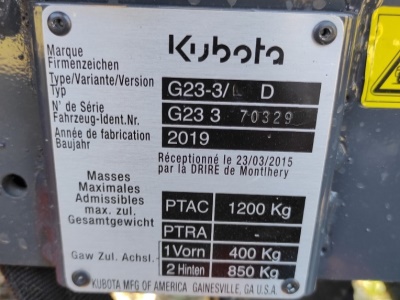 Kubota
Marque
Firmenzeichen
Type/Variante/Version
Typ
G23-3/ D
N° de Série
Fahrzeug-Ident.Nr.
G23 3 70329
Année de fabrication
Baujahr
2019
Réceptionné le 23/03/2015
par la DRIRE de Montlhery
Masses
Maximales
Admissibles
max. zul.
Gesamtgewicht
PTAC 1200 Kg
PTRA -
Gaw Zul. Achsl.
1Vorn 400 Kg
2 Hinten 850 Kg
KUBOTA MFG OF AMERICA GAINESVILLE, GA U.S.A.